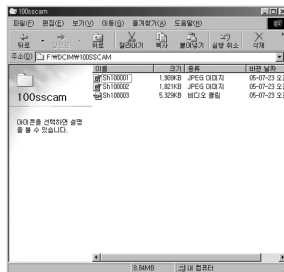 100sscam
파일(F) 편집(E) 보기(V) 이동(G) 즐겨찾기(A) 도움말(H)
뒤로 위로 잘라내기 복사 붙여넣기 실행 취소 삭제
주소(D) F:\DCIM\100SSCAM
이름 크기 종류 바뀐 날짜
Sh100001 1,909KB JPEG 이미지 05-07-23 오
Sh100002 1,821KB JPEG 이미지 05-07-23 오
Sh100003 5,329KB 비디오 클립 05-07-23 오
100sscam
아이콘을 선택하면 설명
을 볼 수 있습니다.
8,84MB 내 컴퓨터